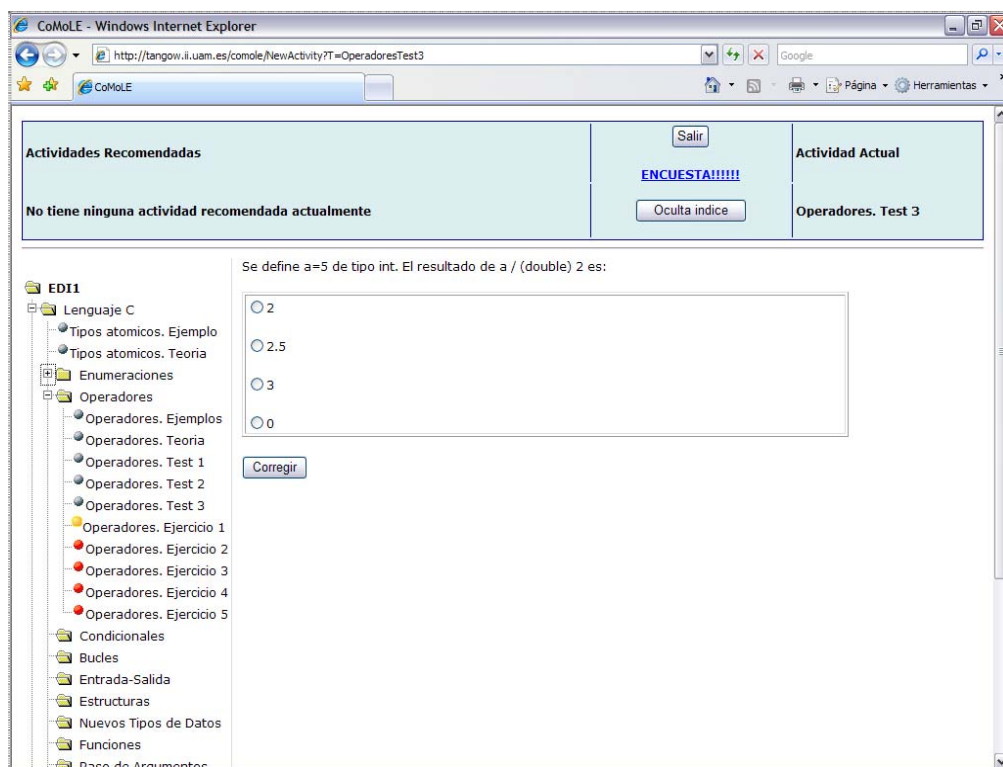 CoMoLE - Windows Internet Explorer
http://tangow.ii.uam.es/comole/NewActivity?T=OperadoresTest3
Google
CoMoLE
Página
Herramientas
Actividades Recomendadas
Salir
Actividad Actual
ENCUESTA!!!!!!
No tiene ninguna actividad recomendada actualmente
Oculta indice
Operadores. Test 3
Se define a=5 de tipo int. El resultado de a / (double) 2 es:
2
2.5
3
0
Corregir
EDI1
Lenguaje C
Tipos atomicos. Ejemplo
Tipos atomicos. Teoria
Enumeraciones
Operadores
Operadores. Ejemplos
Operadores. Teoria
Operadores. Test 1
Operadores. Test 2
Operadores. Test 3
Operadores. Ejercicio 1
Operadores. Ejercicio 2
Operadores. Ejercicio 3
Operadores. Ejercicio 4
Operadores. Ejercicio 5
Condicionales
Bucles
Entrada-Salida
Estructuras
Nuevos Tipos de Datos
Funciones
Paso de Argumentos